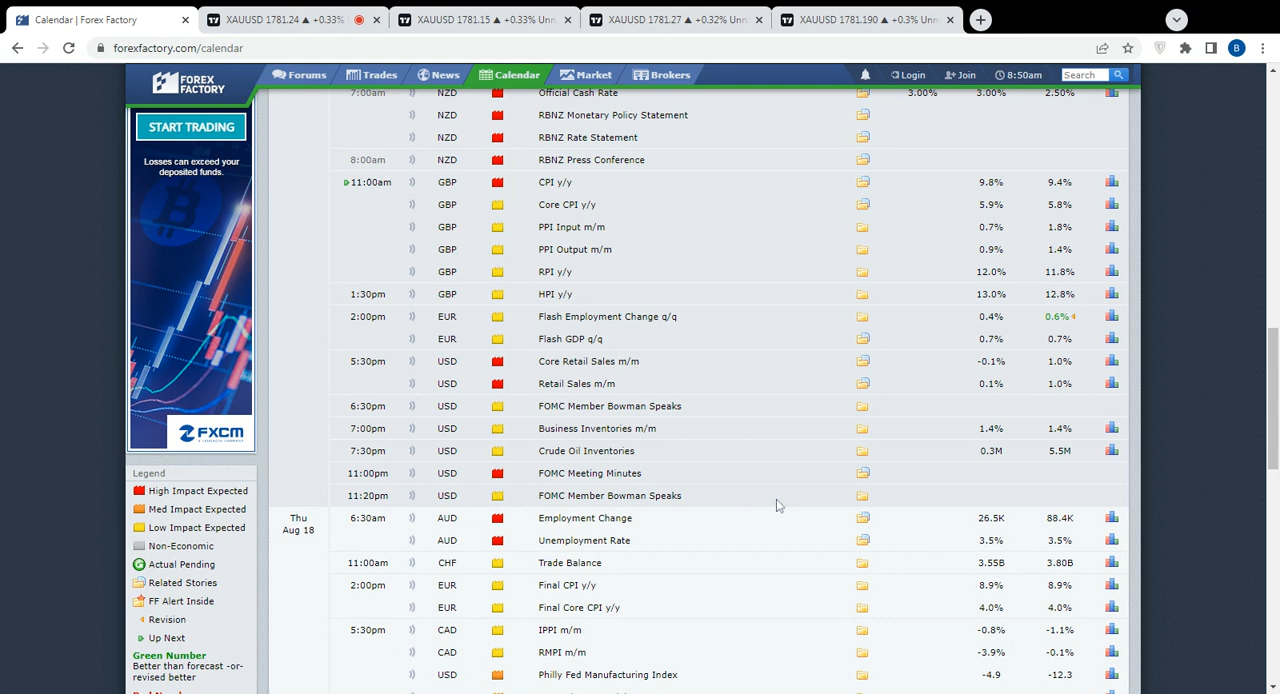 Calendar | Forex Factory
XAUUSD 1781.24 ▲ +0.33%
XAUUSD 1781.15 ▲ +0.33% Unn
XAUUSD 1781.27 ▲ +0.32% Unn
XAUUSD 1781.190 ▲ +0.3% Unn
forexfactory.com/calendar
B
FOREX FACTORY
Forums Trades News Calendar Market Brokers Login Join 8:50am Search
START TRADING
Losses can exceed your
deposited funds.
FXCM
Legend
High Impact Expected
Med Impact Expected
Low Impact Expected
Non-Economic
Actual Pending
Related Stories
FF Alert Inside
Revision
Up Next
Green Number
Better than forecast -or-
revised better
7:00am NZD Official Cash Rate 3.00% 3.00% 2.50%
NZD RBNZ Monetary Policy Statement
NZD RBNZ Rate Statement
8:00am NZD RBNZ Press Conference
11:00am GBP CPI y/y 9.8% 9.4%
GBP Core CPI y/y 5.9% 5.8%
GBP PPI Input m/m 0.7% 1.8%
GBP PPI Output m/m 0.9% 1.4%
GBP RPI y/y 12.0% 11.8%
1:30pm GBP HPI y/y 13.0% 12.8%
2:00pm EUR Flash Employment Change q/q 0.4% 0.6%
EUR Flash GDP q/q 0.7% 0.7%
5:30pm USD Core Retail Sales m/m -0.1% 1.0%
USD Retail Sales m/m 0.1% 1.0%
6:30pm USD FOMC Member Bowman Speaks
7:00pm USD Business Inventories m/m 1.4% 1.4%
7:30pm USD Crude Oil Inventories 0.3M 5.5M
11:00pm USD FOMC Meeting Minutes
11:20pm USD FOMC Member Bowman Speaks
Thu Aug 18 6:30am AUD Employment Change 26.5K 88.4K
AUD Unemployment Rate 3.5% 3.5%
11:00am CHF Trade Balance 3.55B 3.80B
2:00pm EUR Final CPI y/y 8.9% 8.9%
EUR Final Core CPI y/y 4.0% 4.0%
5:30pm CAD IPPI m/m -0.8% -1.1%
CAD RMPI m/m -3.9% -0.1%
USD Philly Fed Manufacturing Index -4.9 -12.3